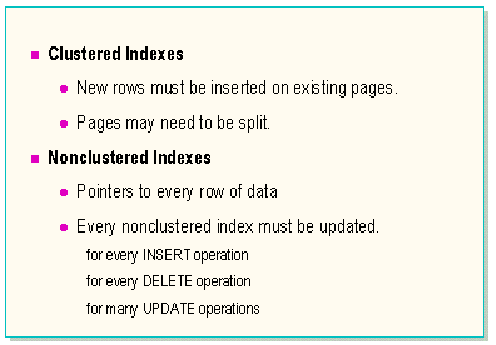 Clustered Indexes
New rows must be inserted on existing pages.
Pages may need to be split.
Nonclustered Indexes
Pointers to every row of data
Every nonclustered index must be updated.
for every INSERT operation
for every DELETE operation
for many UPDATE operations